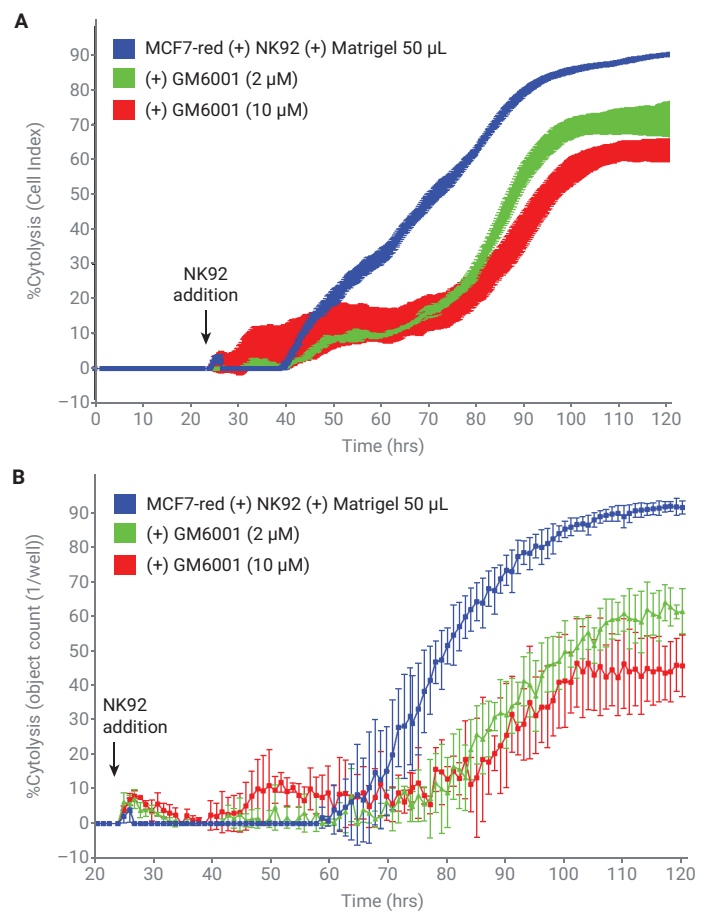 A
MCF7-red (+) NK92 (+) Matrigel 50 µL
(+) GM6001 (2 µM)
(+) GM6001 (10 µM)
%Cytolysis (Cell Index)
90
80
70
60
50
40
30
20
10
0
−10
NK92
addition
0 10 20 30 40 50 60 70 80 90 100 110 120
Time (hrs)
B
MCF7-red (+) NK92 (+) Matrigel 50 µL
(+) GM6001 (2 µM)
(+) GM6001 (10 µM)
%Cytolysis (object count (1/well))
90
80
70
60
50
40
30
20
10
0
−10
NK92
addition
20 30 40 50 60 70 80 90 100 110 120
Time (hrs)